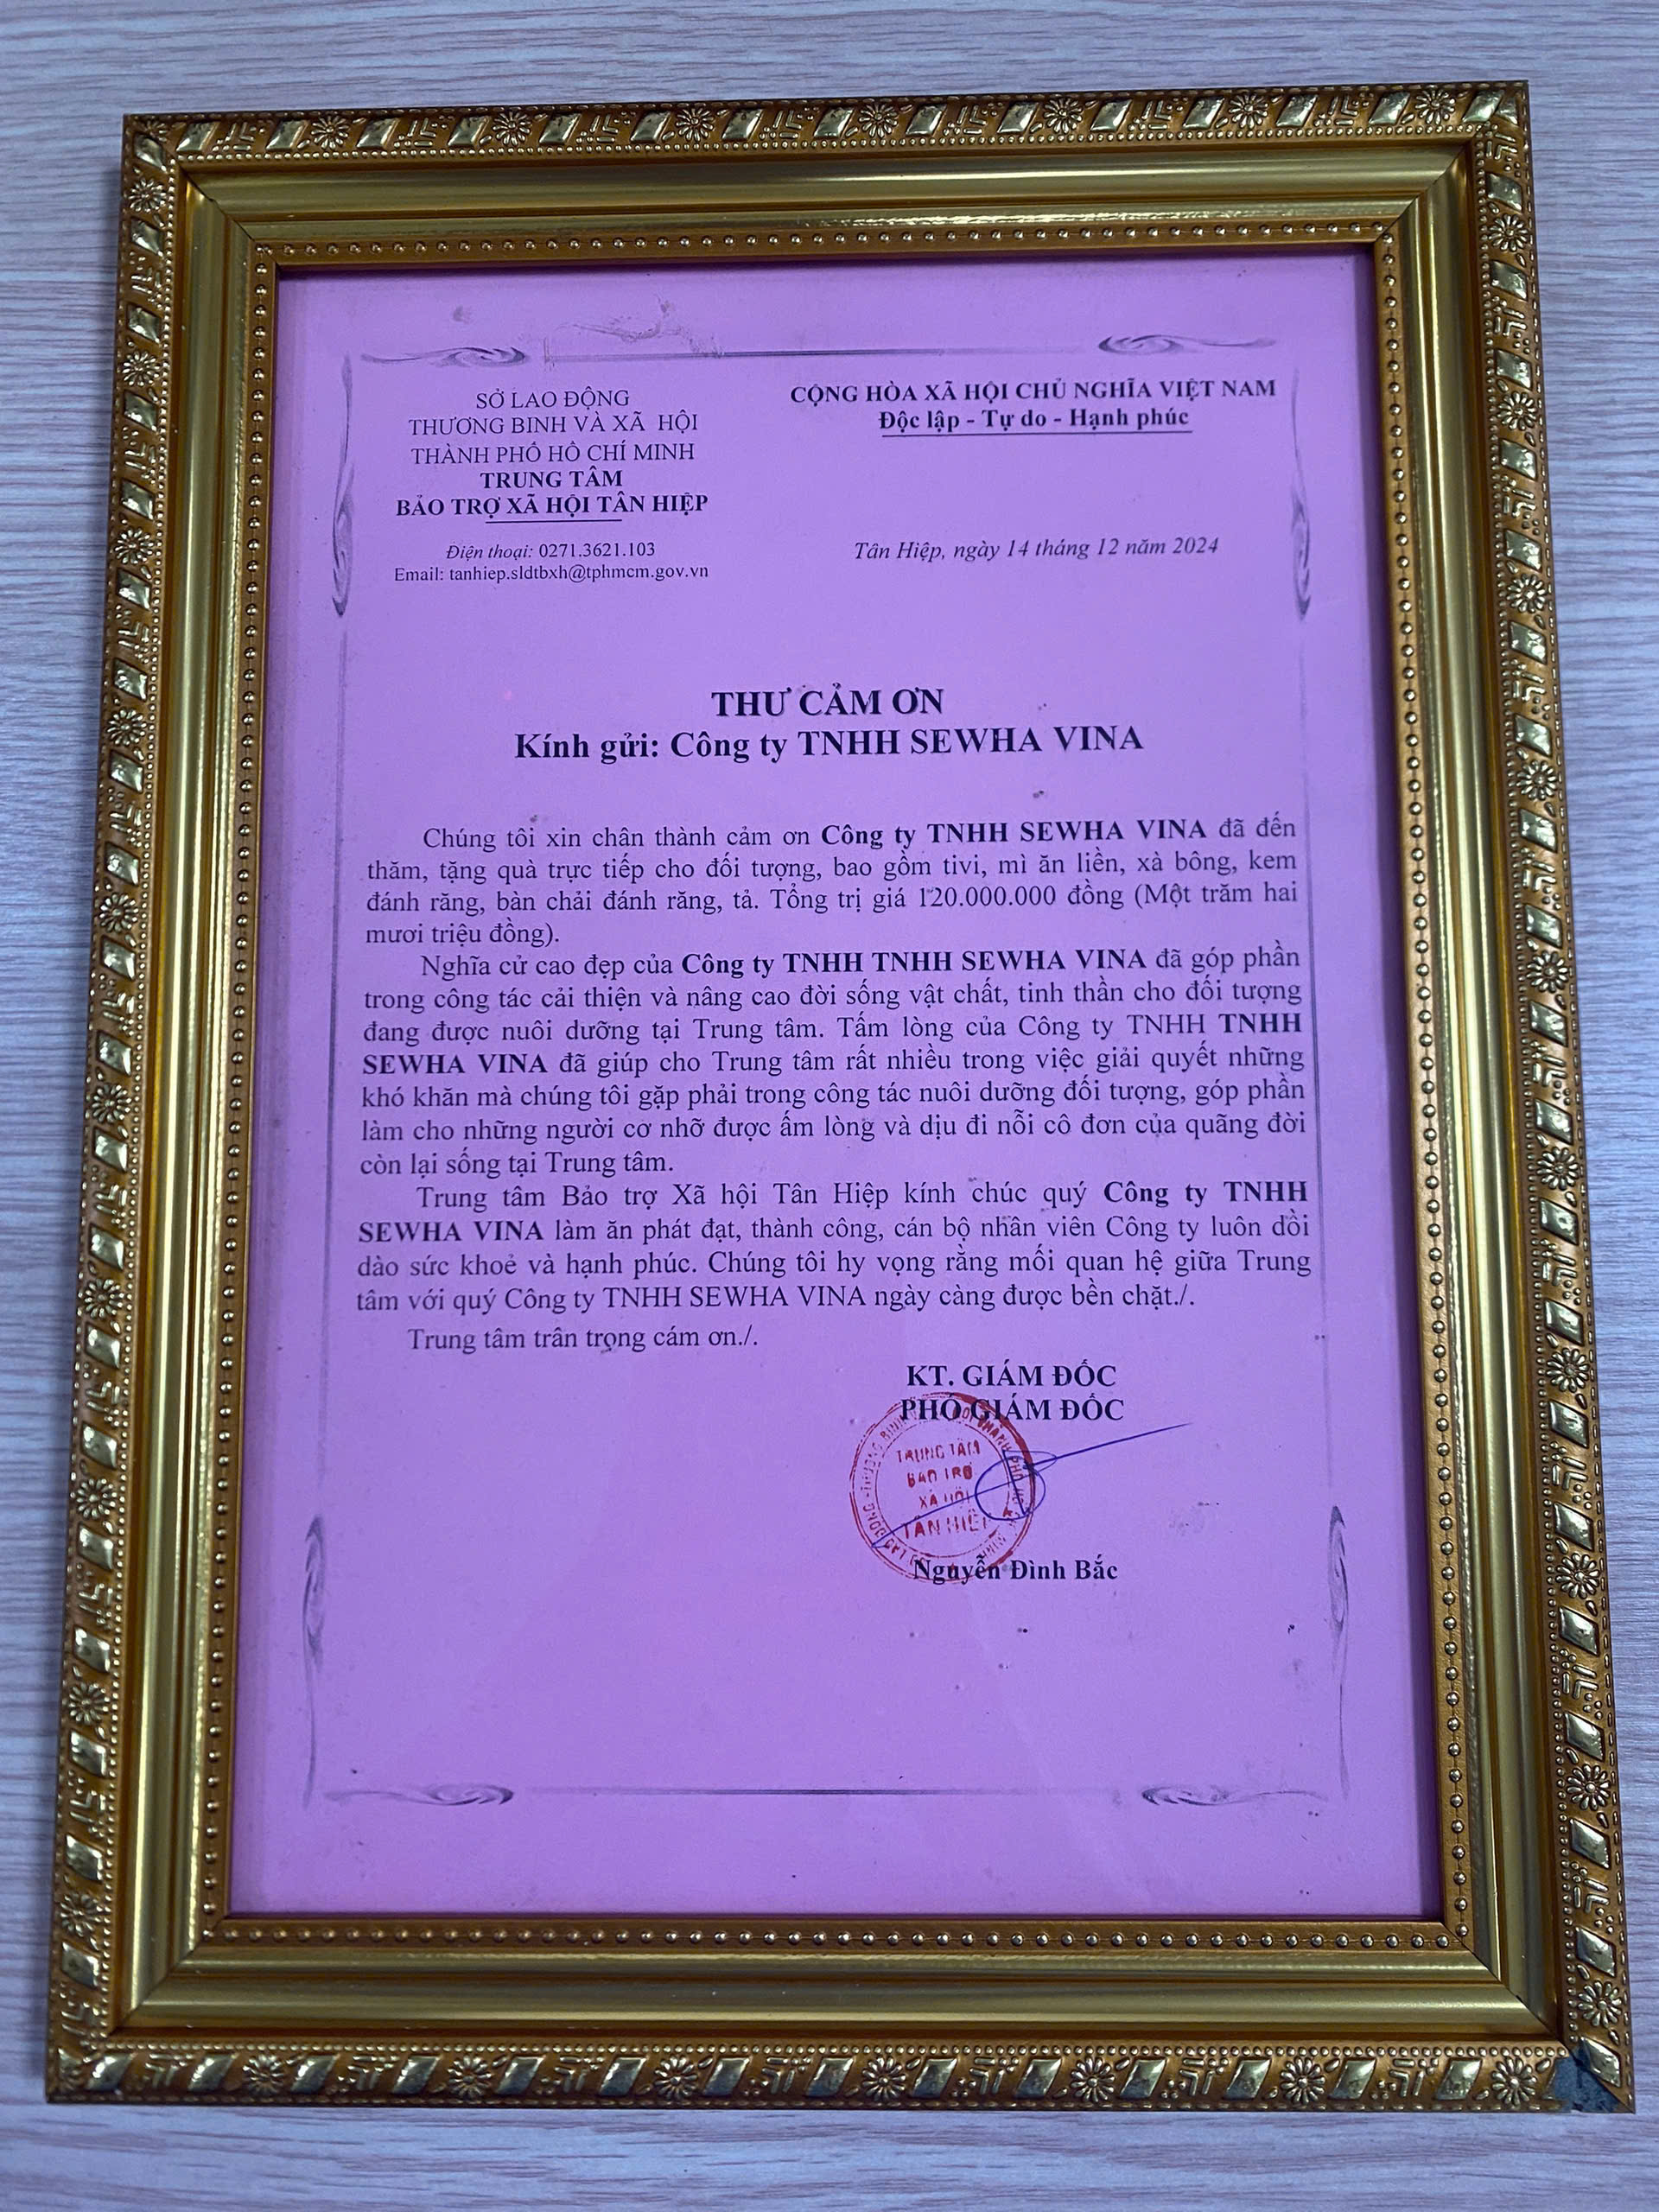 SỞ LAO ĐỘNG
THƯƠNG BINH VÀ XÃ HỘI
THÀNH PHỐ HỒ CHÍ MINH
TRUNG TÂM
BẢO TRỢ XÃ HỘI TÂN HIỆP
Điện thoại: 0271.3621.103
Email: tanhiep.sldtbxh@tphmcm.gov.vn
CỘNG HÒA XÃ HỘI CHỦ NGHĨA VIỆT NAM
Độc lập - Tự do - Hạnh phúc
Tân Hiệp, ngày 14 tháng 12 năm 2024
THƯ CẢM ƠN
Kính gửi: Công ty TNHH SEWHA VINA
Chúng tôi xin chân thành cảm ơn Công ty TNHH SEWHA VINA đã đến
thăm, tặng quà trực tiếp cho đối tượng, bao gồm tivi, mì ăn liền, xà bông, kem
đánh răng, bàn chải đánh răng, tả. Tổng trị giá 120.000.000 đồng (Một trăm hai
mươi triệu đồng).
Nghĩa cử cao đẹp của Công ty TNHH TNHH SEWHA VINA đã góp phần
trong công tác cải thiện và nâng cao đời sống vật chất, tinh thần cho đối tượng
đang được nuôi dưỡng tại Trung tâm. Tấm lòng của Công ty TNHH TNHH
SEWHA VINA đã giúp cho Trung tâm rất nhiều trong việc giải quyết những
khó khăn mà chúng tôi gặp phải trong công tác nuôi dưỡng đối tượng, góp phần
làm cho những người cơ nhỡ được ấm lòng và dịu đi nỗi cô đơn của quãng đời
còn lại sống tại Trung tâm.
Trung tâm Bảo trợ Xã hội Tân Hiệp kính chúc quý Công ty TNHH
SEWHA VINA làm ăn phát đạt, thành công, cán bộ nhân viên Công ty luôn dồi
dào sức khoẻ và hạnh phúc. Chúng tôi hy vọng rằng mối quan hệ giữa Trung
tâm với quý Công ty TNHH SEWHA VINA ngày càng được bền chặt./.
Trung tâm trân trọng cám ơn./.
KT. GIÁM ĐỐC
PHÓ GIÁM ĐỐC
TRUNG TÂM
BẢO TRỢ
XÃ HỘI
TÂN HIỆP
Nguyễn Đình Bắc